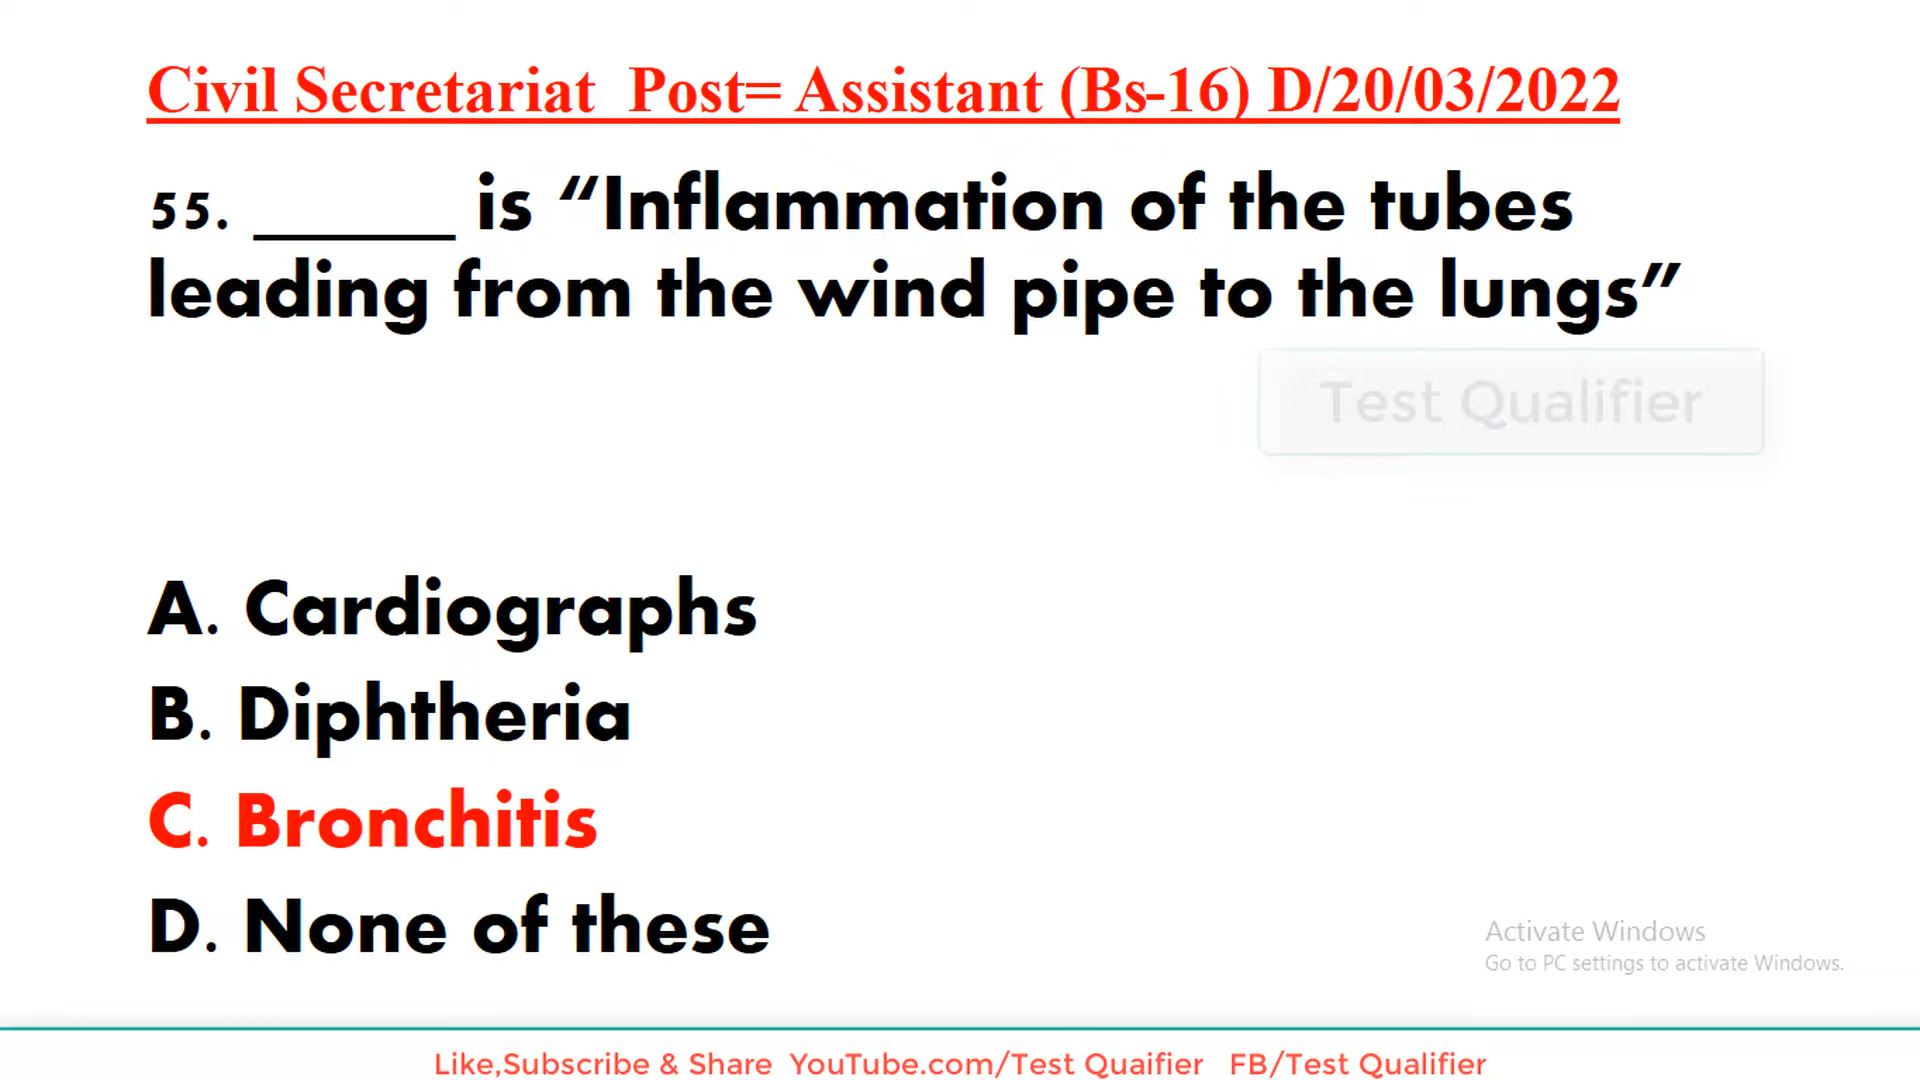 Civil Secretariat  Post= Assistant (Bs-16) D/20/03/2022
55. ______ is “Inflammation of the tubes
leading from the wind pipe to the lungs”
Test Qualifier
A. Cardiographs
B. Diphtheria
C. Bronchitis
D. None of these
Activate Windows
Go to PC settings to activate Windows.
Like,Subscribe & Share  YouTube.com/Test Quaifier   FB/Test Qualifier